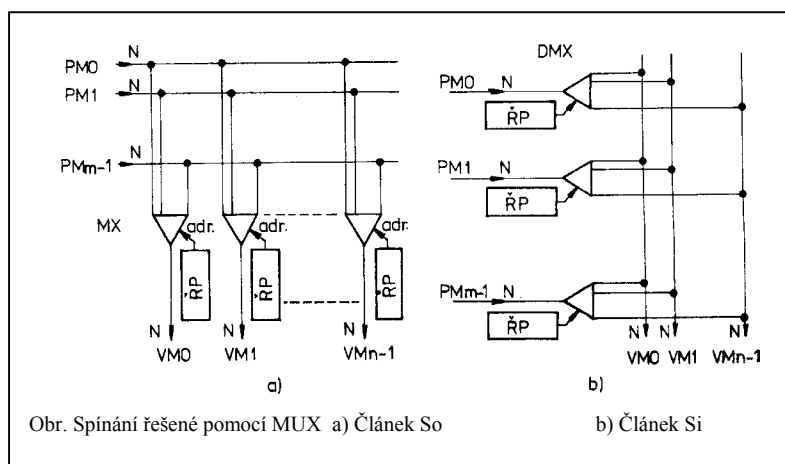 N
PM0
N
PM1
N
PMm-1
MX
adr.
adr.
adr.
ŘP
ŘP
ŘP
N
N
N
VM0
VM1
VMn-1
a)
DMX
PM0
N
ŘP
PM1
N
ŘP
PMm-1
N
ŘP
N
N
N
VM0
VM1
VMn-1
b)
Obr. Spínání řešené pomocí MUX a) Článek So b) Článek Si